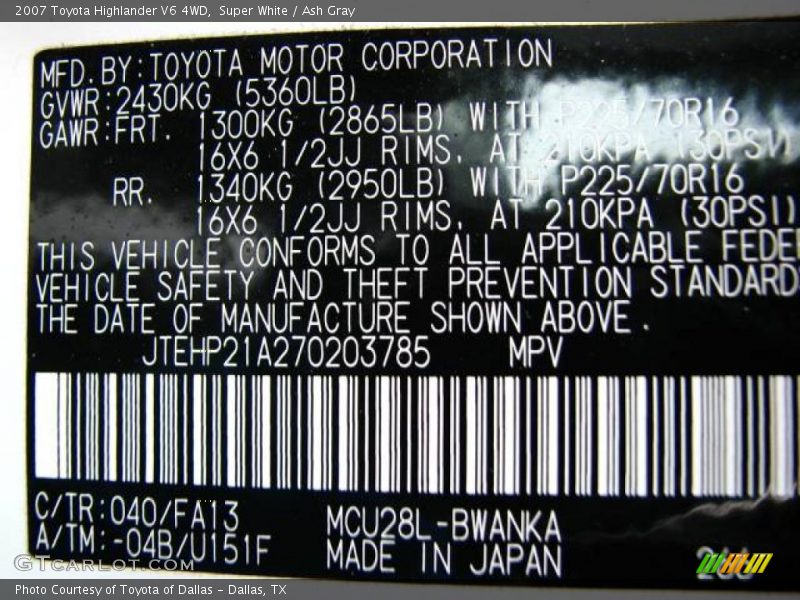 2007 Toyota Highlander V6 4WD,  Super White / Ash Gray
MFD.BY:TOYOTA MOTOR CORPORATION
GVWR:2430KG (5360LB)
GAWR:FRT. 1300KG (2865LB) WITH P225/70R16
16X6 1/2JJ RIMS, AT 210KPA (30PSI)
RR. 1340KG (2950LB) WITH P225/70R16
16X6 1/2JJ RIMS, AT 210KPA (30PSI)
THIS VEHICLE CONFORMS TO ALL APPLICABLE
VEHICLE SAFETY AND THEFT PREVENTION STANDARD
THE DATE OF MANUFACTURE SHOWN ABOVE.
JTEHP21A270203785 MPV
C/TR:040/FA13 MCU28L-BWANKA
A/TM:-04B/U151F MADE IN JAPAN
GTcarlot.com
Photo Courtesy of Toyota of Dallas - Dallas, TX